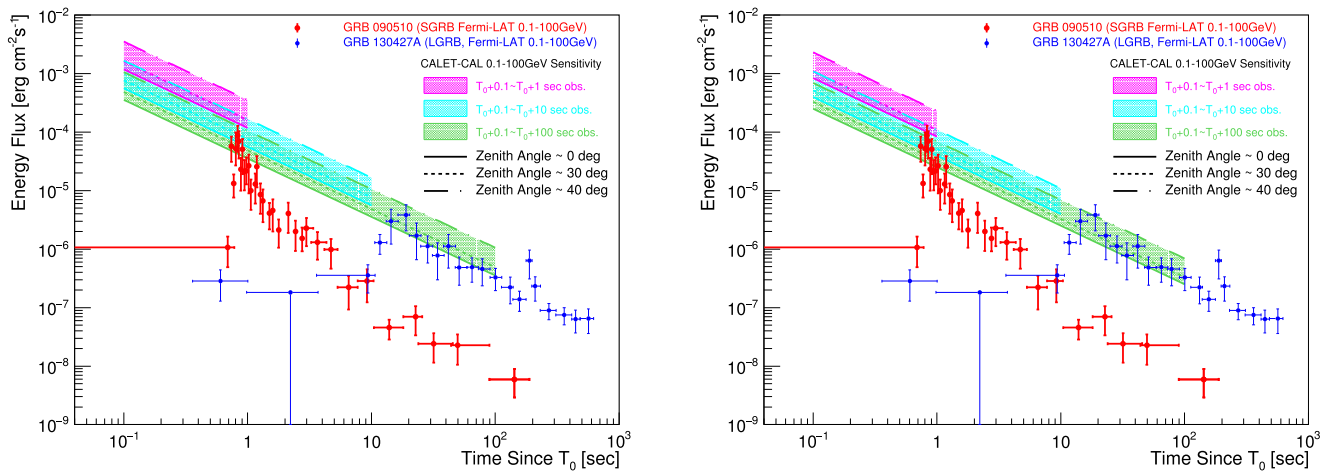 10⁻²
10⁻³
10⁻⁴
10⁻⁵
10⁻⁶
10⁻⁷
10⁻⁸
10⁻⁹
Energy Flux [erg cm⁻²s⁻¹]
GRB 090510 (SGRB Fermi-LAT 0.1-100GeV)
GRB 130427A (LGRB, Fermi-LAT 0.1-100GeV)
CALET-CAL 0.1-100GeV Sensitivity
T₀+0.1~T₀+1 sec obs.
T₀+0.1~T₀+10 sec obs.
T₀+0.1~T₀+100 sec obs.
Zenith Angle ~ 0 deg
Zenith Angle ~ 30 deg
Zenith Angle ~ 40 deg
10⁻¹ 1 10 10² 10³
Time Since T₀ [sec]
10⁻²
10⁻³
10⁻⁴
10⁻⁵
10⁻⁶
10⁻⁷
10⁻⁸
10⁻⁹
Energy Flux [erg cm⁻²s⁻¹]
GRB 090510 (SGRB Fermi-LAT 0.1-100GeV)
GRB 130427A (LGRB, Fermi-LAT 0.1-100GeV)
CALET-CAL 0.1-100GeV Sensitivity
T₀+0.1~T₀+1 sec obs.
T₀+0.1~T₀+10 sec obs.
T₀+0.1~T₀+100 sec obs.
Zenith Angle ~ 0 deg
Zenith Angle ~ 30 deg
Zenith Angle ~ 40 deg
10⁻¹ 1 10 10² 10³
Time Since T₀ [sec]